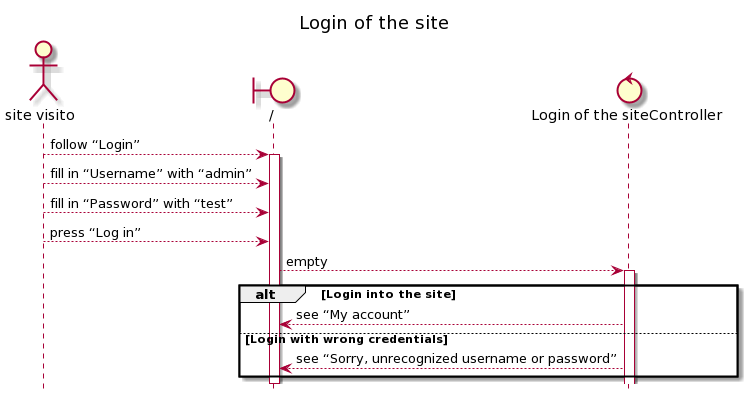 Login of the site
site visito
/
Login of the siteController
follow “Login”
fill in “Username” with “admin”
fill in “Password” with “test”
press “Log in”
empty
alt [Login into the site]
see “My account”
[Login with wrong credentials]
see “Sorry, unrecognized username or password”